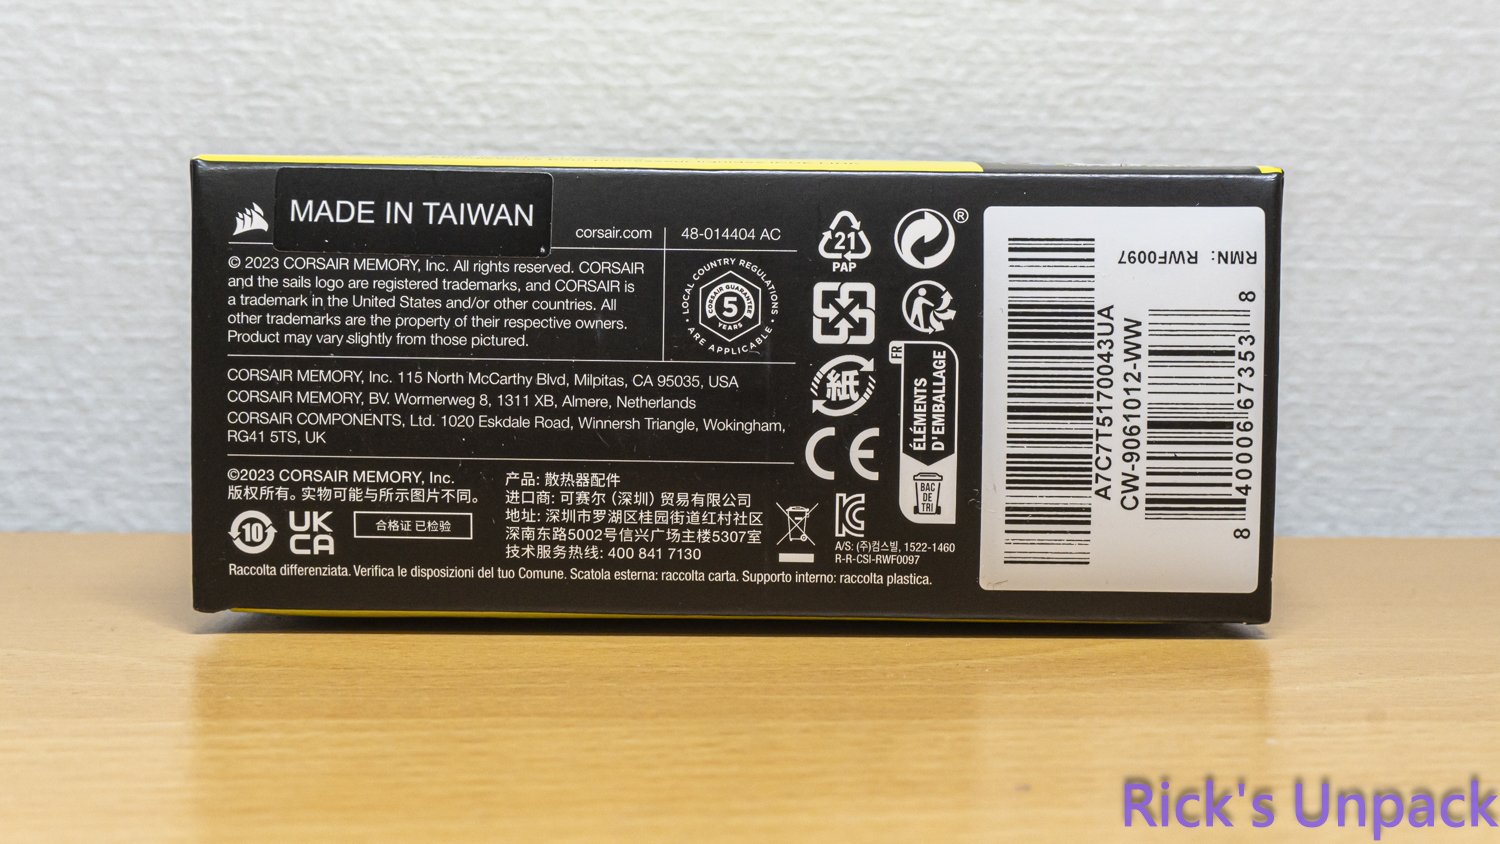 MADE IN TAIWAN
corsair.com
48-014404 AC
© 2023 CORSAIR MEMORY, Inc. All rights reserved. CORSAIR
and the sails logo are registered trademarks, and CORSAIR is
a trademark in the United States and/or other countries. All
other trademarks are the property of their respective owners.
Product may vary slightly from those pictured.
LOCAL COUNTRY REGULATIONS
• ARE APPLICABLE •
CORSAIR GUARANTEE
5
YEARS
CORSAIR MEMORY, Inc. 115 North McCarthy Blvd, Milpitas, CA 95035, USA
CORSAIR MEMORY, BV. Wormerweg 8, 1311 XB, Almere, Netherlands
CORSAIR COMPONENTS, Ltd. 1020 Eskdale Road, Winnersh Triangle, Wokingham,
RG41 5TS, UK
©2023 CORSAIR MEMORY, Inc.
版权所有。实物可能与所示图片不同。
10
UK
CA
合格证 已检验
产品: 散热器配件
进口商: 可赛尔（深圳）贸易有限公司
地址: 深圳市罗湖区桂园街道红村社区
深南东路5002号信兴广场主楼5307室
技术服务热线: 400 841 7130
Raccolta differenziata. Verifica le disposizioni del tuo Comune. Scatola esterna: raccolta carta. Supporto interno: raccolta plastica.
21
PAP
®
紙
CE
FR
ÉLÉMENTS
D'EMBALLAGE
BAC
DE
TRI
A/S: (주)컴스빌, 1522-1460
R-R-CSI-RWF0097
RMN: RWF0097
A7C7T5170043UA
CW-9061012-WW
8 40006 67353 8
Rick's Unpack